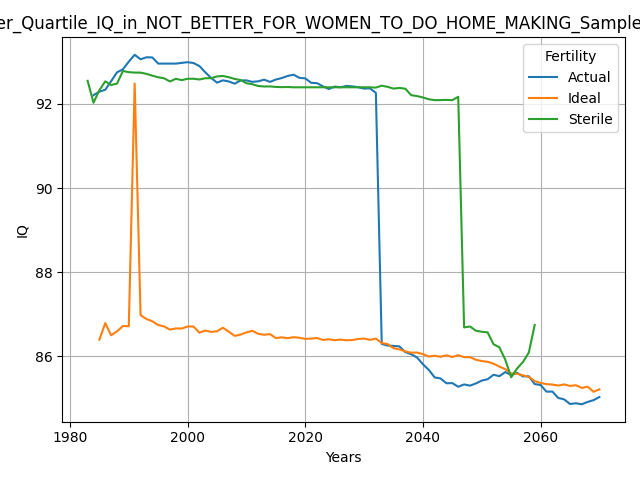 er_Quartile_IQ_in_NOT_BETTER_FOR_WOMEN_TO_DO_HOME_MAKING_Sample
Fertility
Actual
Ideal
Sterile
IQ
92
90
88
86
1980
2000
2020
2040
2060
Years